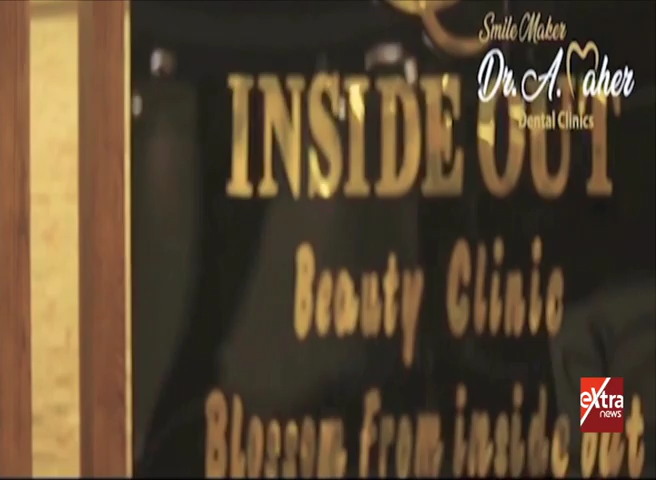 Smile Maker
Dr. A. Maher
Dental Clinics
INSIDE OUT
Beauty Clinic
Blossom from inside out
extra
news